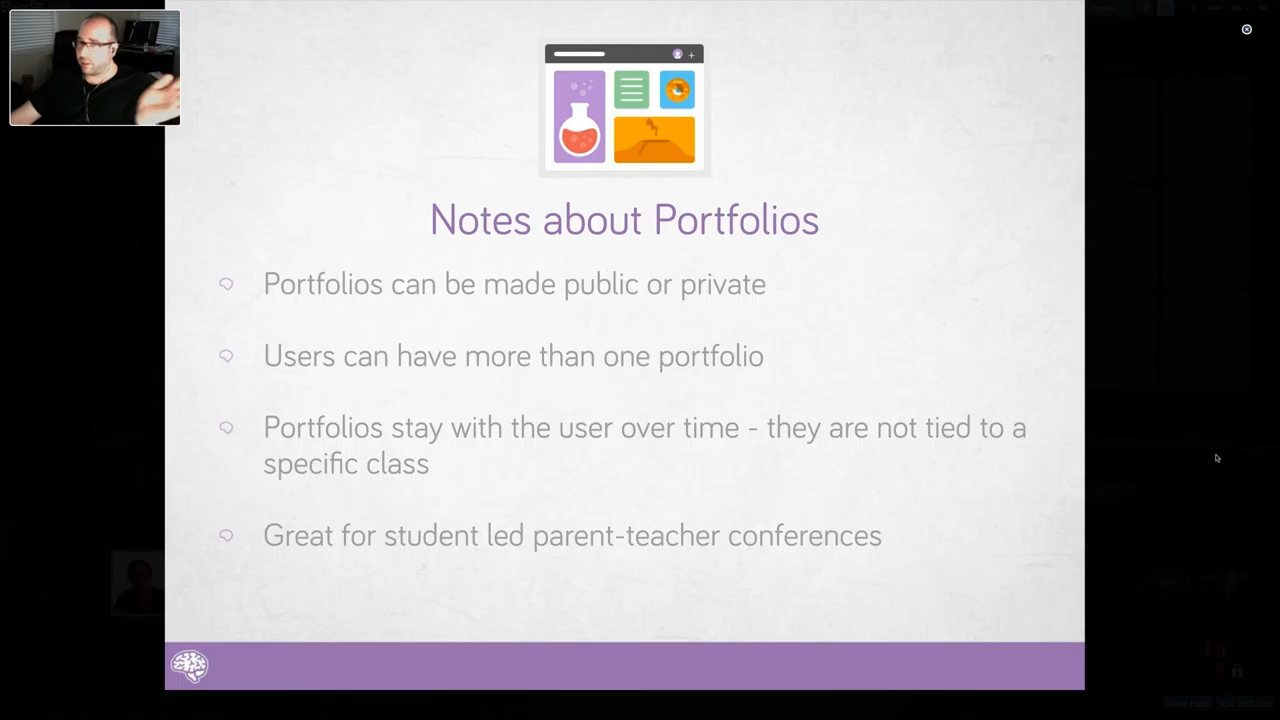 Notes about Portfolios
Portfolios can be made public or private
Users can have more than one portfolio
Portfolios stay with the user over time - they are not tied to a
specific class
Great for student led parent-teacher conferences